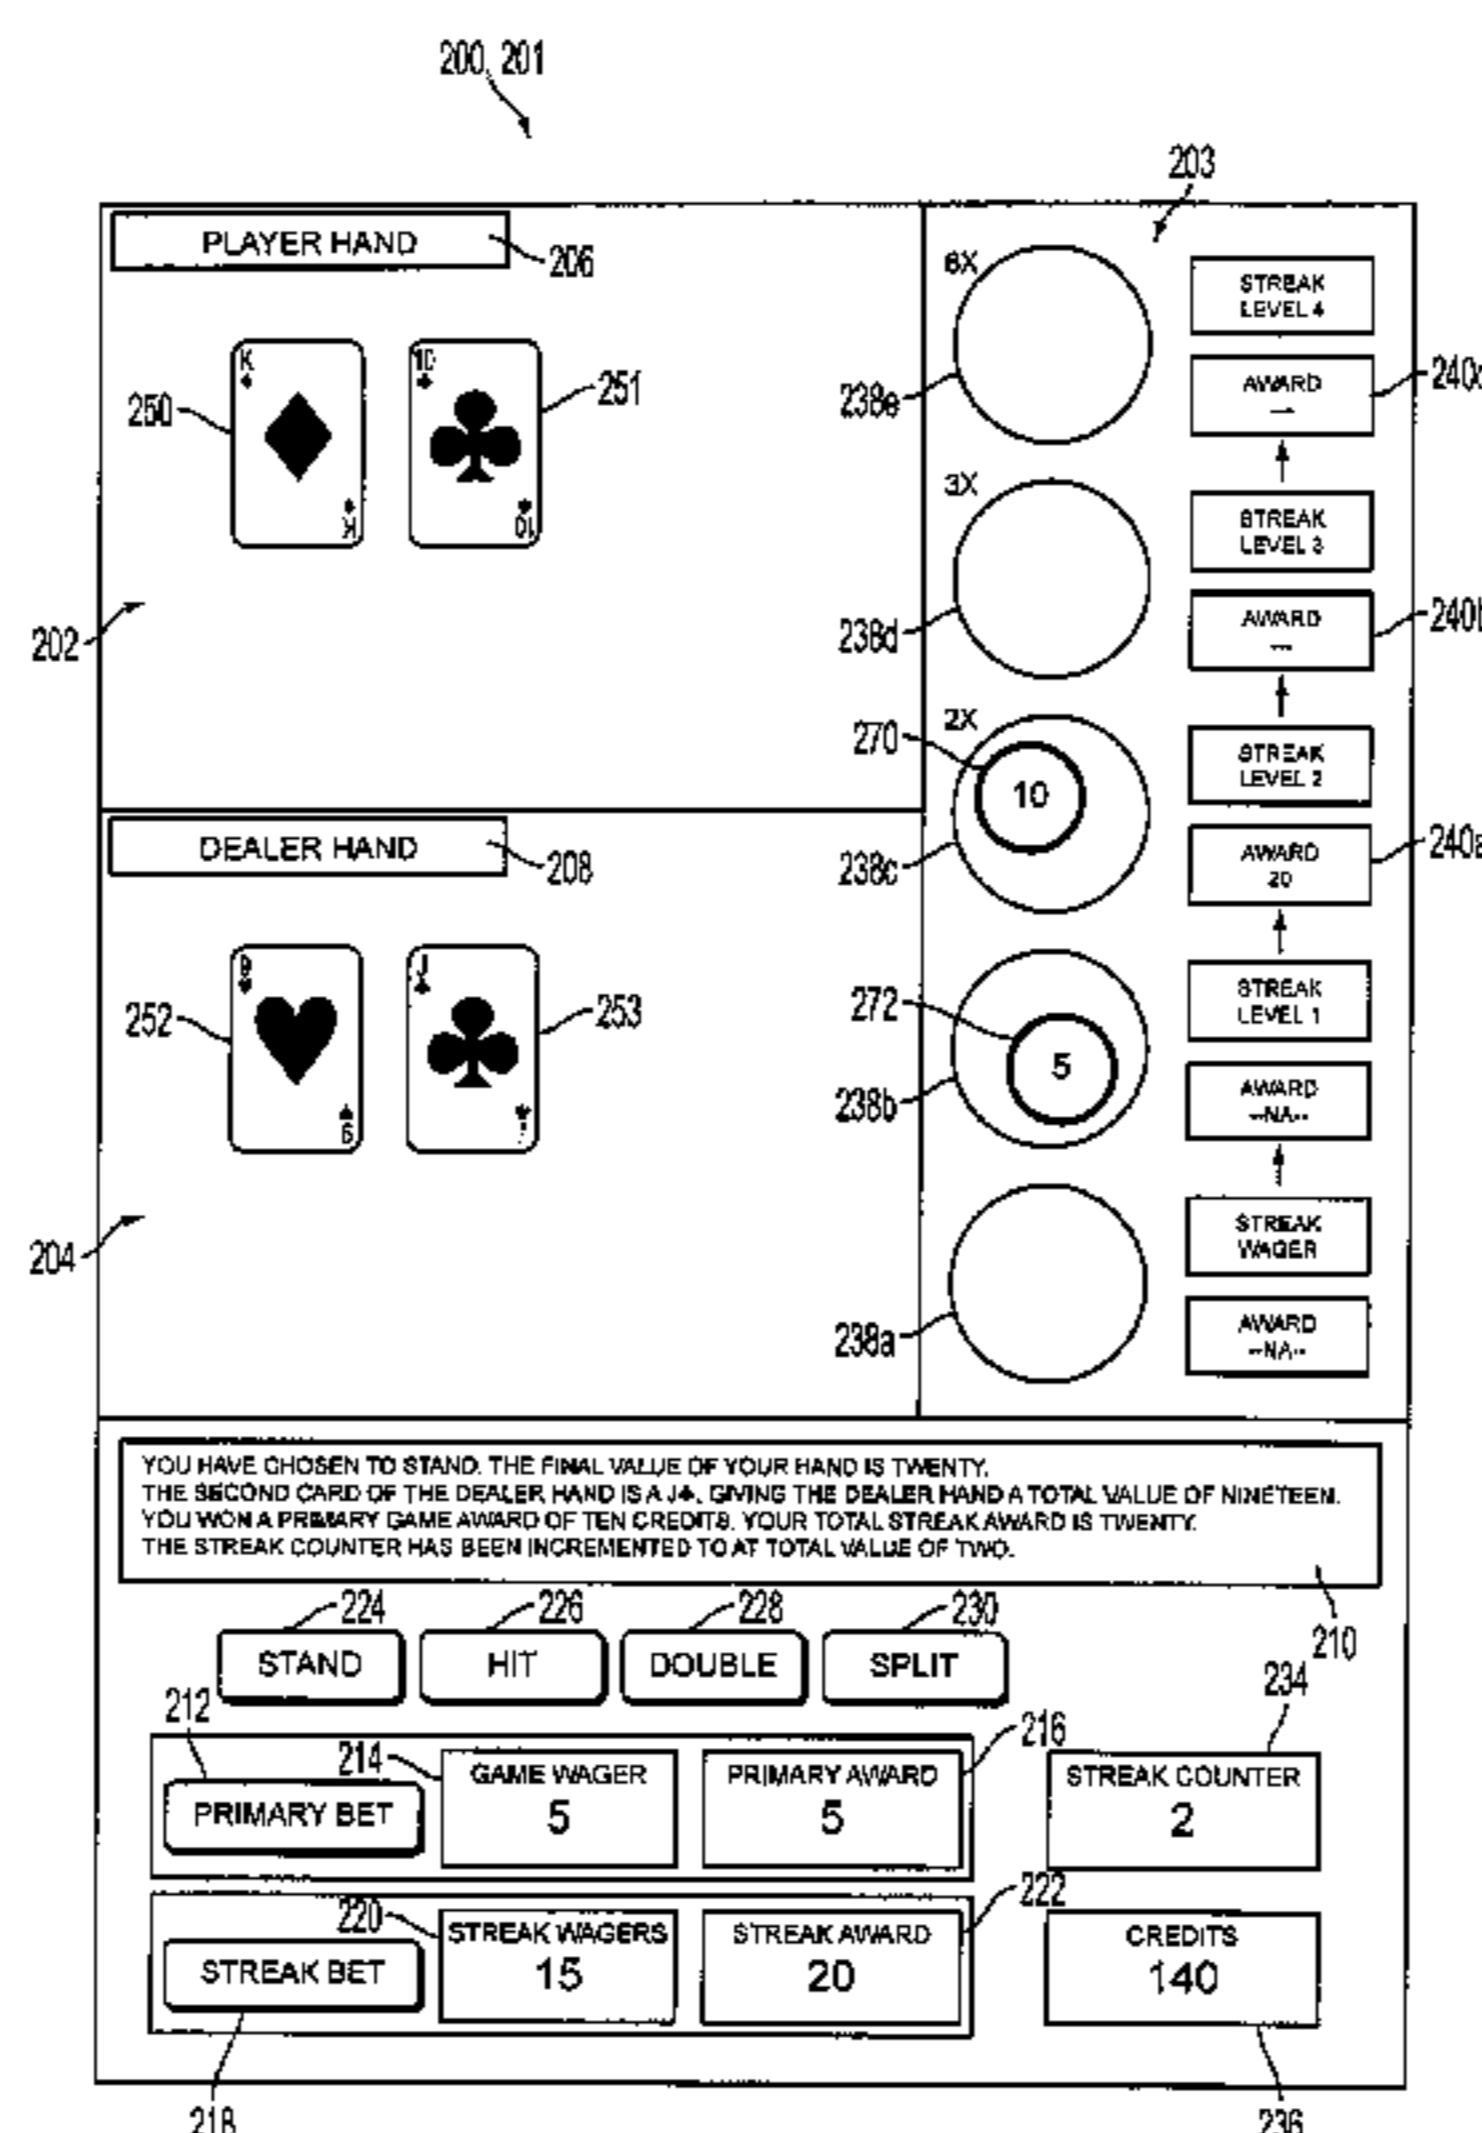 200, 201
203
PLAYER HAND
206
K
10
250
251
K
10
202
DEALER HAND
208
9
J
252
253
9
J
204
6X
238e
3X
238d
2X
270
10
238c
272
5
238b
238a
STREAK
LEVEL 4
AWARD
---
240c
STREAK
LEVEL 3
AWARD
---
240b
STREAK
LEVEL 2
AWARD
20
240a
STREAK
LEVEL 1
AWARD
--NA--
STREAK
WAGER
AWARD
--NA--
YOU HAVE CHOSEN TO STAND. THE FINAL VALUE OF YOUR HAND IS TWENTY.
THE SECOND CARD OF THE DEALER HAND IS A J♣, GIVING THE DEALER HAND A TOTAL VALUE OF NINETEEN.
YOU WON A PRIMARY GAME AWARD OF TEN CREDITS. YOUR TOTAL STREAK AWARD IS TWENTY.
THE STREAK COUNTER HAS BEEN INCREMENTED TO AT TOTAL VALUE OF TWO.
210
224
226
228
230
STAND
HIT
DOUBLE
SPLIT
212
214
216
234
PRIMARY BET
GAME WAGER
5
PRIMARY AWARD
5
STREAK COUNTER
2
220
222
STREAK BET
STREAK WAGERS
15
STREAK AWARD
20
CREDITS
140
218
236